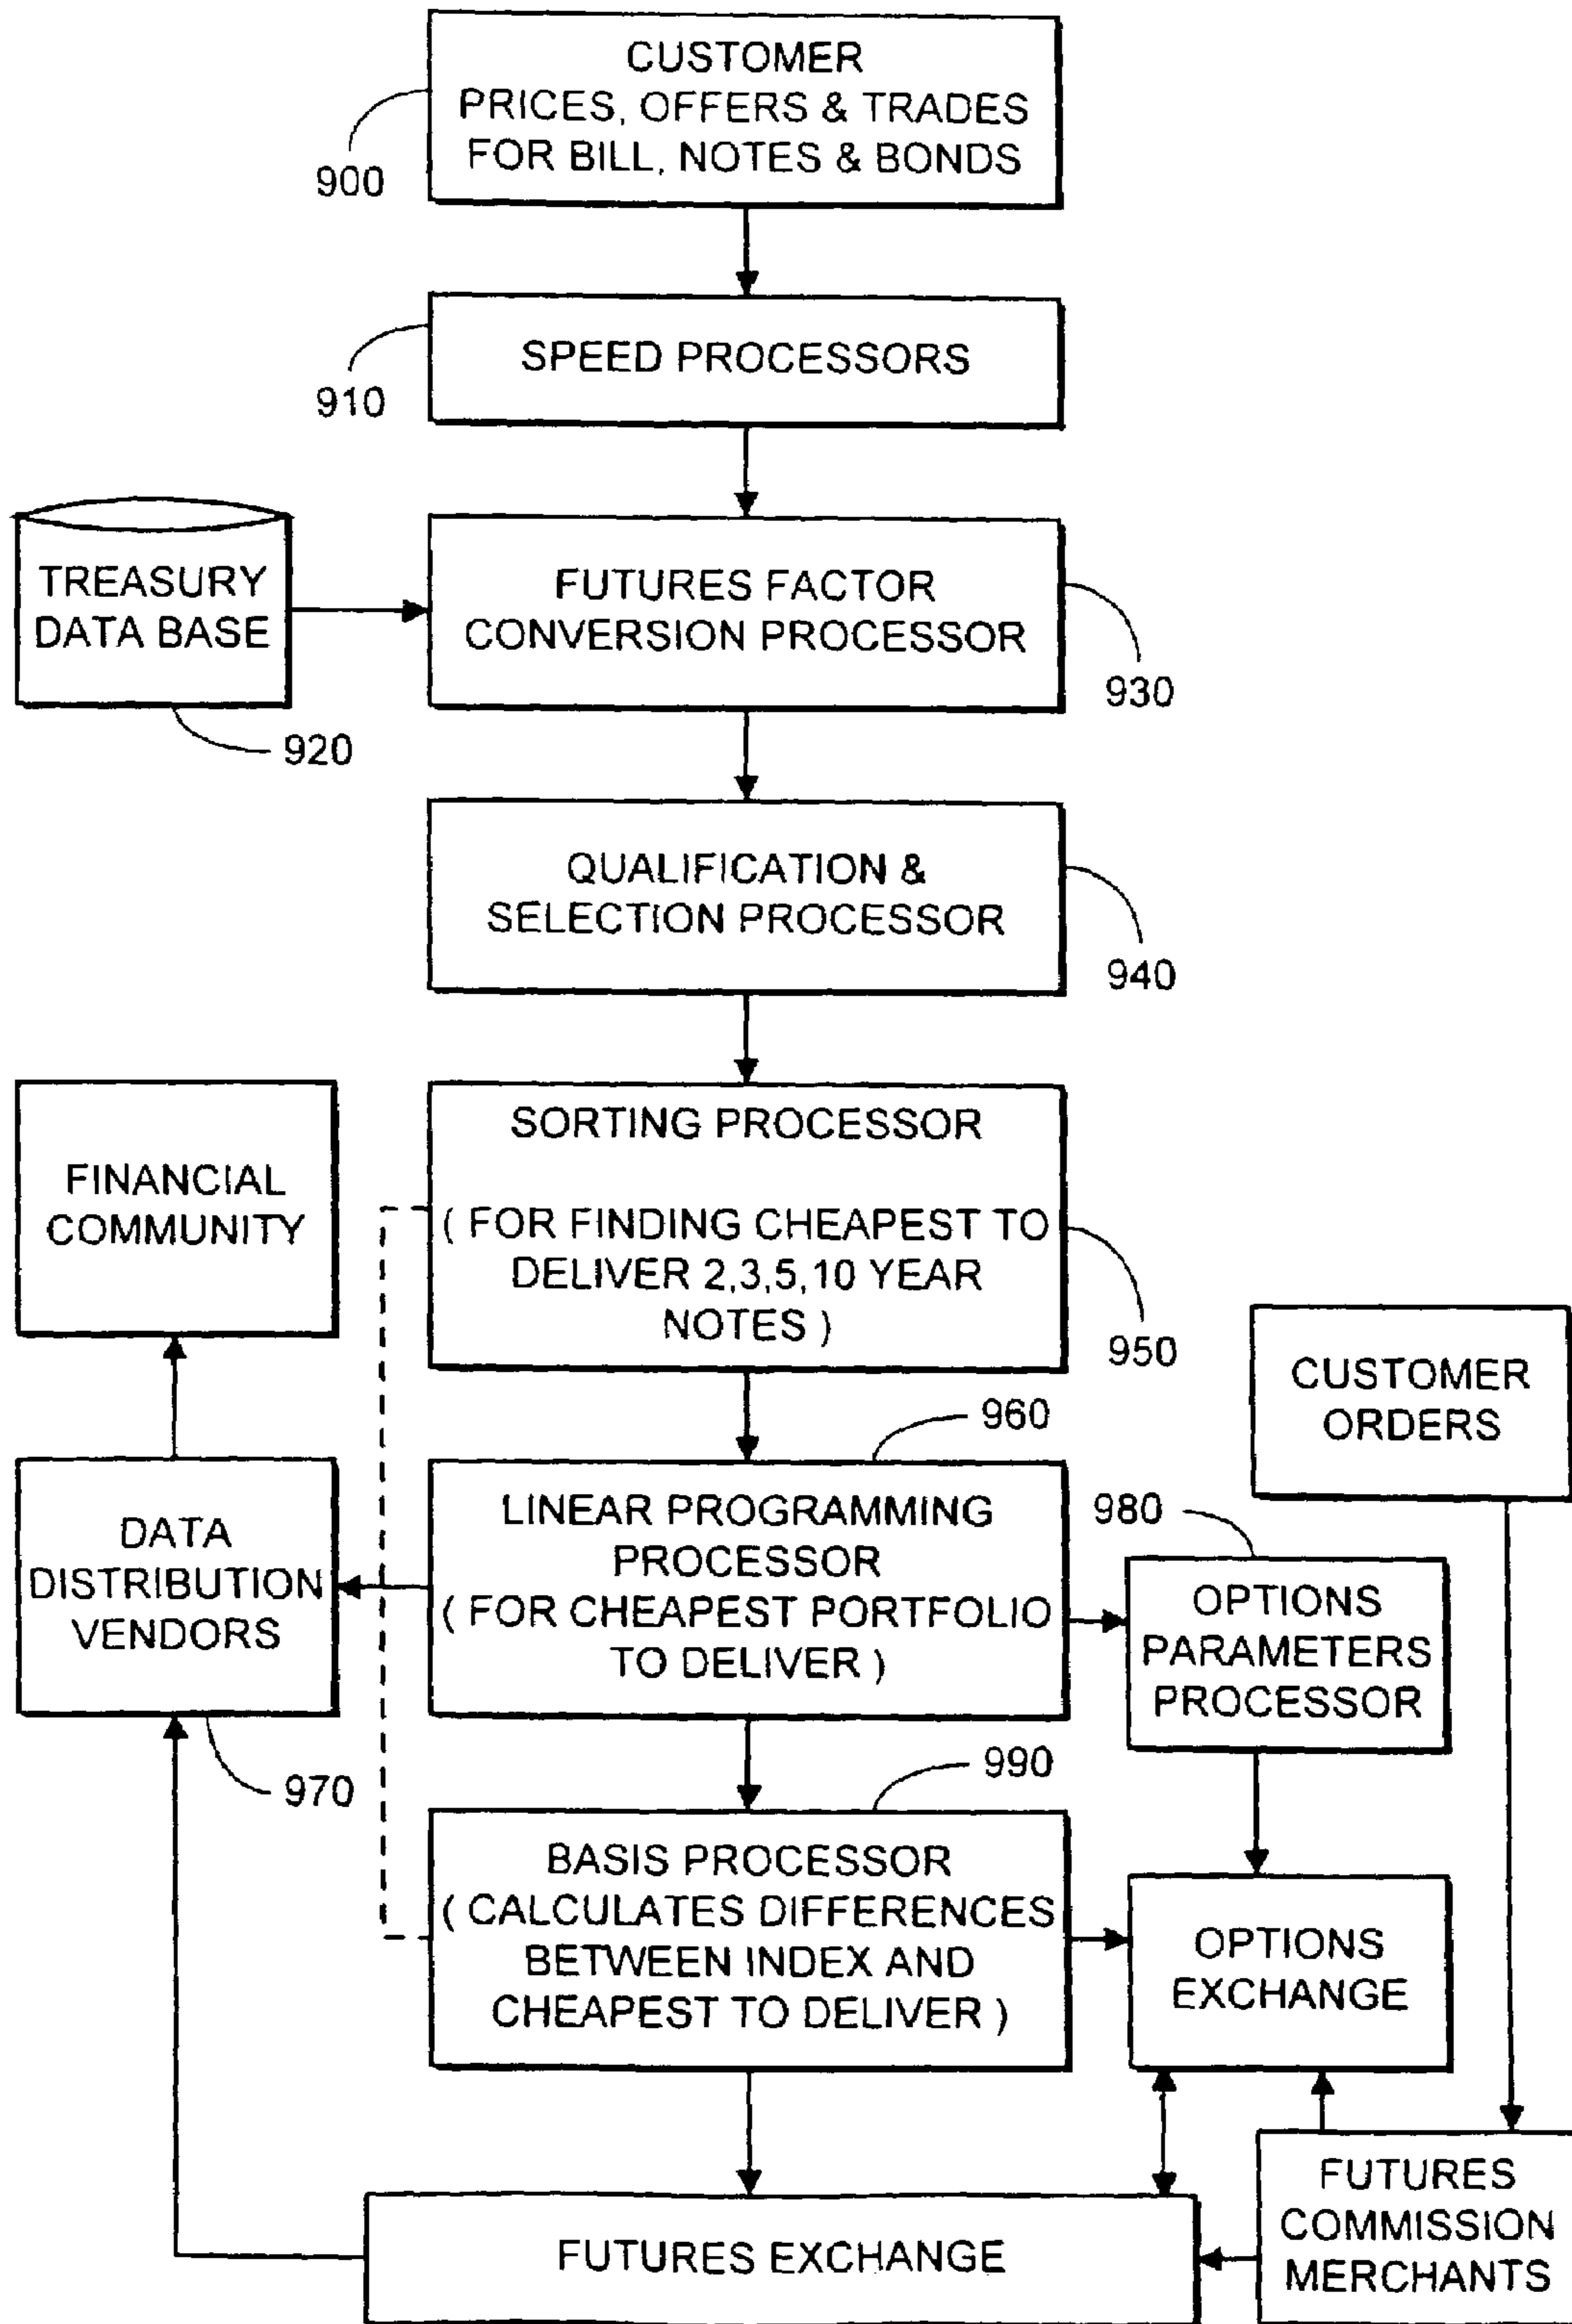 CUSTOMER
PRICES, OFFERS & TRADES
FOR BILL, NOTES & BONDS
900
SPEED PROCESSORS
910
TREASURY
DATA BASE
920
FUTURES FACTOR
CONVERSION PROCESSOR
930
QUALIFICATION &
SELECTION PROCESSOR
940
SORTING PROCESSOR
( FOR FINDING CHEAPEST TO
DELIVER 2,3,5,10 YEAR
NOTES )
950
FINANCIAL
COMMUNITY
CUSTOMER
ORDERS
960
LINEAR PROGRAMMING
PROCESSOR
( FOR CHEAPEST PORTFOLIO
TO DELIVER )
DATA
DISTRIBUTION
VENDORS
970
980
OPTIONS
PARAMETERS
PROCESSOR
990
BASIS PROCESSOR
( CALCULATES DIFFERENCES
BETWEEN INDEX AND
CHEAPEST TO DELIVER )
OPTIONS
EXCHANGE
FUTURES EXCHANGE
FUTURES
COMMISSION
MERCHANTS